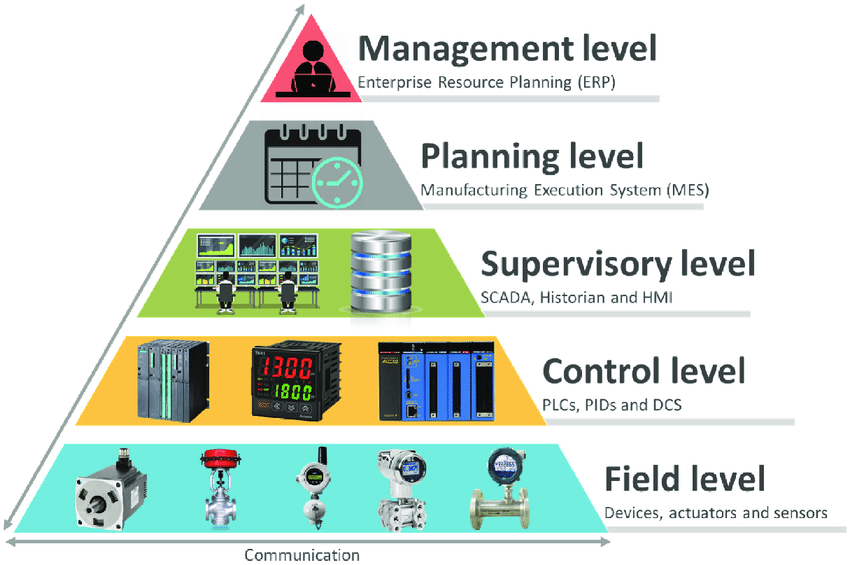 Management level
Enterprise Resource Planning (ERP)
Planning level
Manufacturing Execution System (MES)
Supervisory level
SCADA, Historian and HMI
1300
1800
Control level
PLCs, PIDs and DCS
Field level
Devices, actuators and sensors
Communication